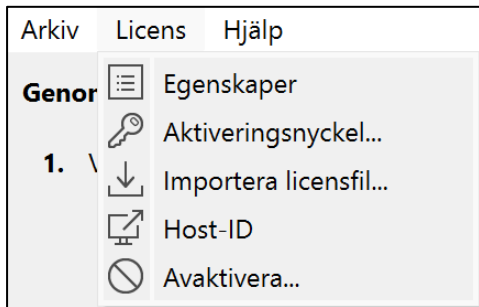 Arkiv Licens Hjälp
Egenskaper
Genor
Aktiveringsnyckel...
1.
Importera licensfil...
Host-ID
Avaktivera...